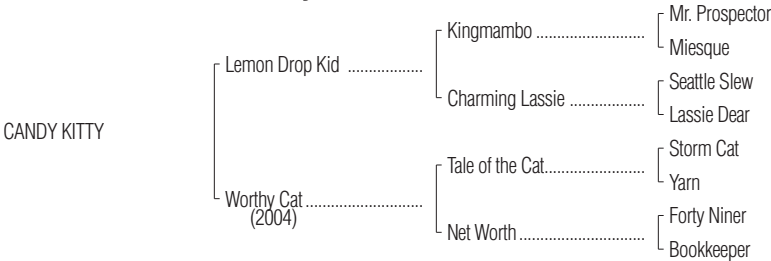 Mr. Prospector
Kingmambo ..........................
Miesque
Lemon Drop Kid ..................
Seattle Slew
Charming Lassie ..................
Lassie Dear
CANDY KITTY
Storm Cat
Tale of the Cat........................
Yarn
Worthy Cat............................
(2004)
Forty Niner
Net Worth..............................
Bookkeeper